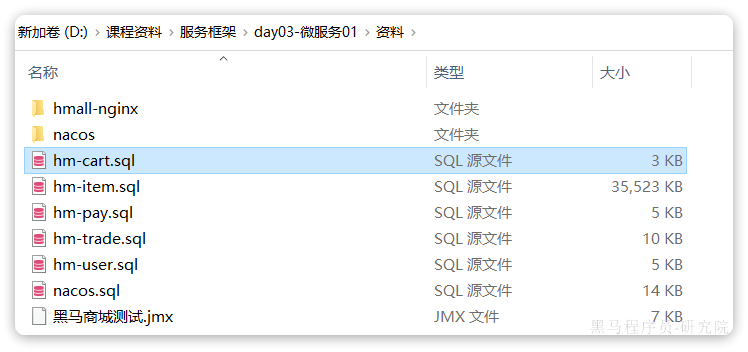 新加卷 (D:) › 课程资料 › 服务框架 › day03-微服务01 › 资料 ›
名称 类型 大小
hmall-nginx 文件夹
nacos 文件夹
hm-cart.sql SQL 源文件 3 KB
hm-item.sql SQL 源文件 35,523 KB
hm-pay.sql SQL 源文件 5 KB
hm-trade.sql SQL 源文件 10 KB
hm-user.sql SQL 源文件 5 KB
nacos.sql SQL 源文件 14 KB
黑马商城测试.jmx JMX 文件 7 KB
黑马程序员-研究院